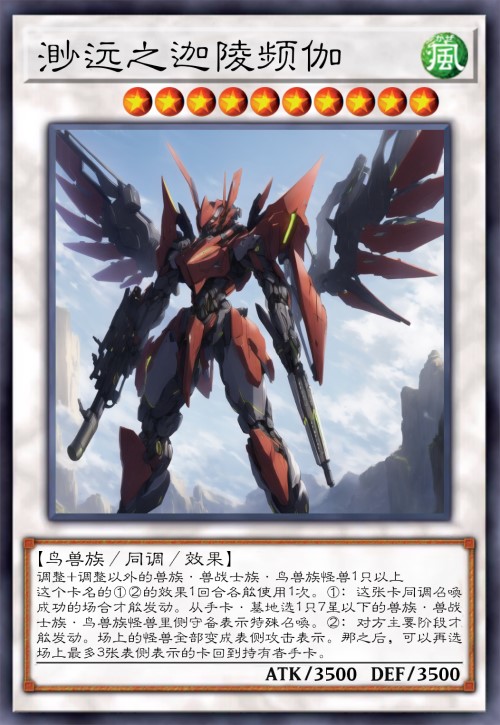 渺远之迦陵频伽
風
かぜ
【鸟兽族／同调／效果】
调整+调整以外的兽族·兽战士族·鸟兽族怪兽1只以上
这个卡名的①②的效果1回合各能使用1次。①：这张卡同调召唤
成功的场合才能发动。从手卡·墓地选1只7星以下的兽族·兽战
士族·鸟兽族怪兽里侧守备表示特殊召唤。②：对方主要阶段才
能发动。场上的怪兽全部变成表侧攻击表示。那之后，可以再选
场上最多3张表侧表示的卡回到持有者手卡。
ATK/3500 DEF/3500